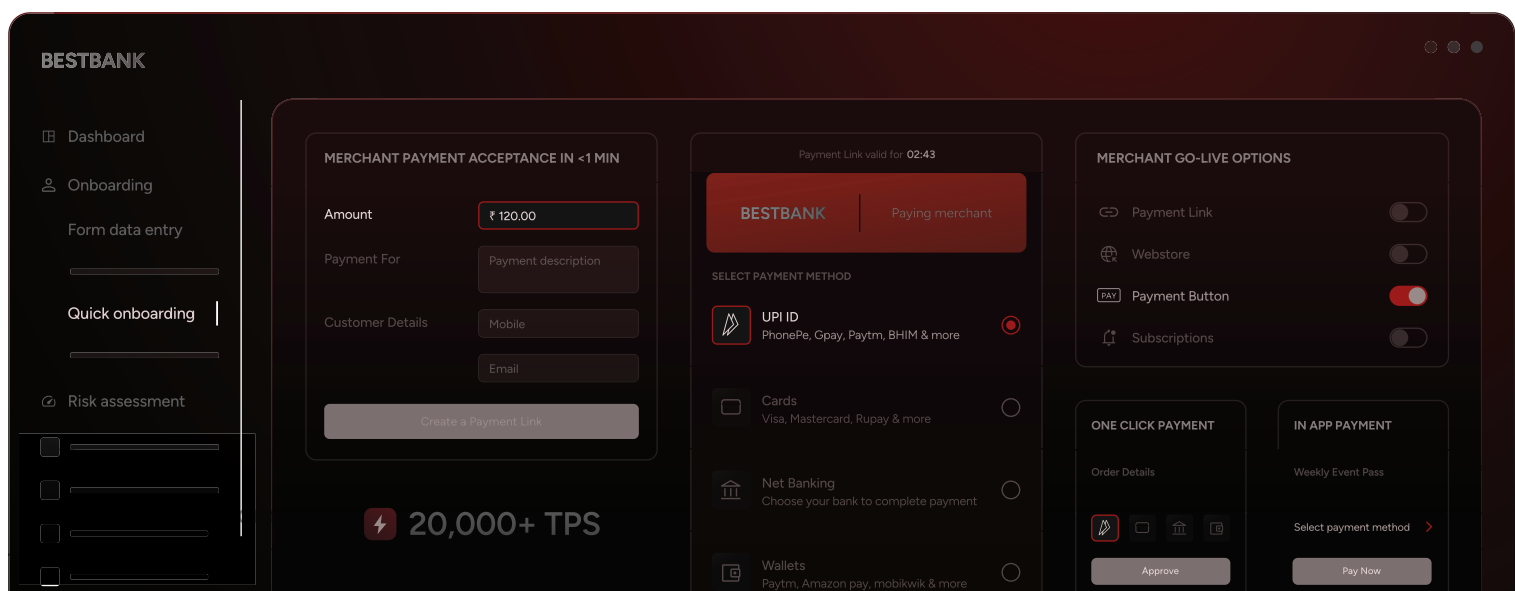 BESTBANK
Dashboard
Onboarding
Form data entry
Quick onboarding
Risk assessment
MERCHANT PAYMENT ACCEPTANCE IN <1 MIN
Amount
₹ 120.00
Payment For
Payment description
Customer Details
Mobile
Email
Create a Payment Link
20,000+ TPS
Payment Link valid for 02:43
BESTBANK
Paying merchant
SELECT PAYMENT METHOD
UPI ID
PhonePe, Gpay, Paytm, BHIM & more
Cards
Visa, Mastercard, Rupay & more
Net Banking
Choose your bank to complete payment
Wallets
Paytm, Amazon pay, mobikwik & more
MERCHANT GO-LIVE OPTIONS
Payment Link
Webstore
PAY
Payment Button
Subscriptions
ONE CLICK PAYMENT
Order Details
Approve
IN APP PAYMENT
Weekly Event Pass
Select payment method
Pay Now